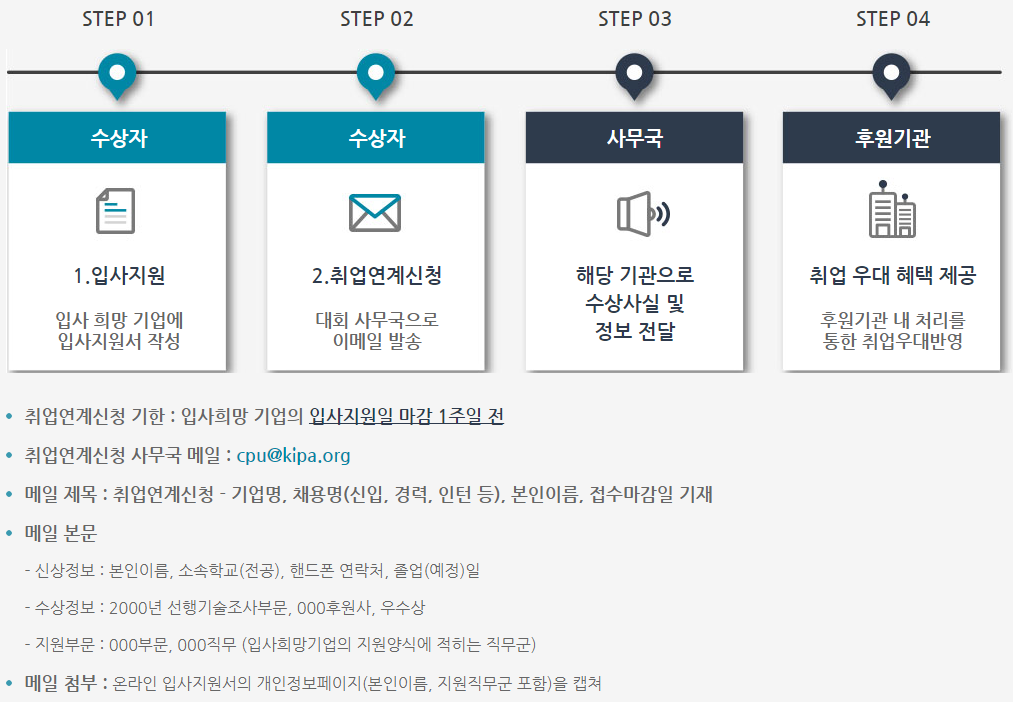 STEP 01
STEP 02
STEP 03
STEP 04
수상자
수상자
사무국
후원기관
1.입사지원
입사 희망 기업에
입사지원서 작성
2.취업연계신청
대회 사무국으로
이메일 발송
해당 기관으로
수상사실 및
정보 전달
취업 우대 혜택 제공
후원기관 내 처리를
통한 취업우대반영
• 취업연계신청 기한 : 입사희망 기업의 입사지원일 마감 1주일 전
• 취업연계신청 사무국 메일 : cpu@kipa.org
• 메일 제목 : 취업연계신청 - 기업명, 채용명(신입, 경력, 인턴 등), 본인이름, 접수마감일 기재
• 메일 본문
- 신상정보 : 본인이름, 소속학교(전공), 핸드폰 연락처, 졸업(예정)일
- 수상정보 : 2000년 선행기술조사부문, 000후원사, 우수상
- 지원부문 : 000부문, 000직무 (입사희망기업의 지원양식에 적히는 직무군)
• 메일 첨부 : 온라인 입사지원서의 개인정보페이지(본인이름, 지원직무군 포함)을 캡쳐